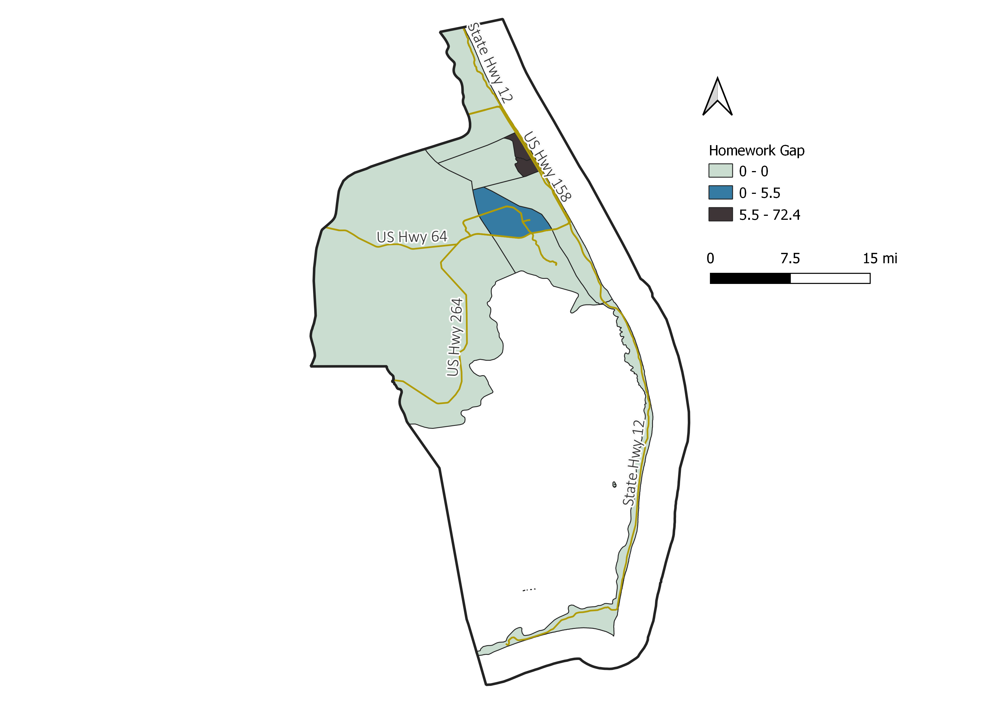 State Hwy 12
US Hwy 158
US Hwy 64
US Hwy 264
State Hwy 12
Homework Gap
0 - 0
0 - 5.5
5.5 - 72.4
0 7.5 15 mi